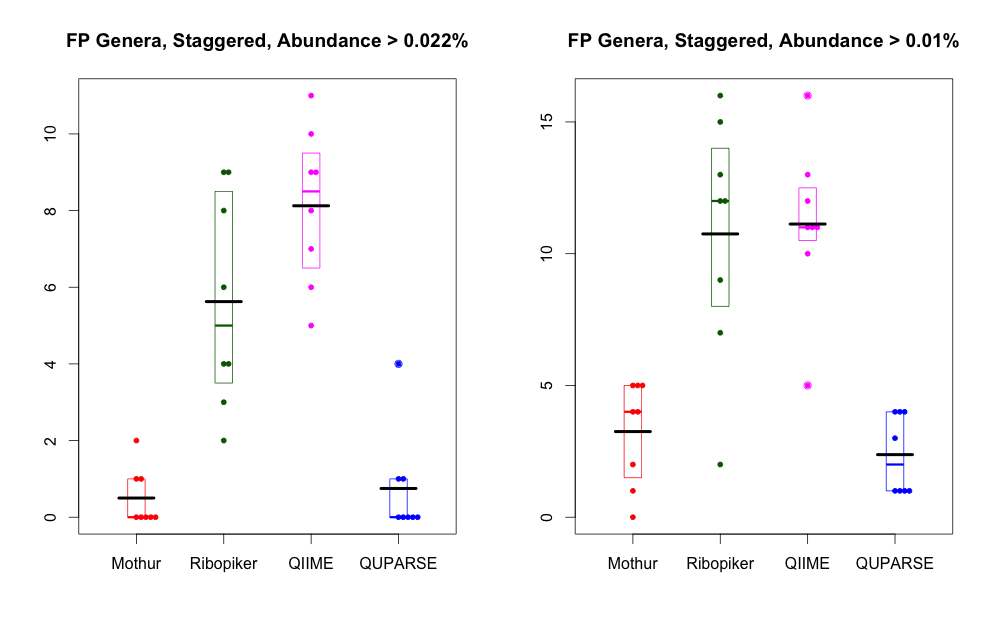 FP Genera, Staggered, Abundance > 0.022%
10
8
6
4
2
0
Mothur Ribopiker QIIME QUPARSE
FP Genera, Staggered, Abundance > 0.01%
15
10
5
0
Mothur Ribopiker QIIME QUPARSE